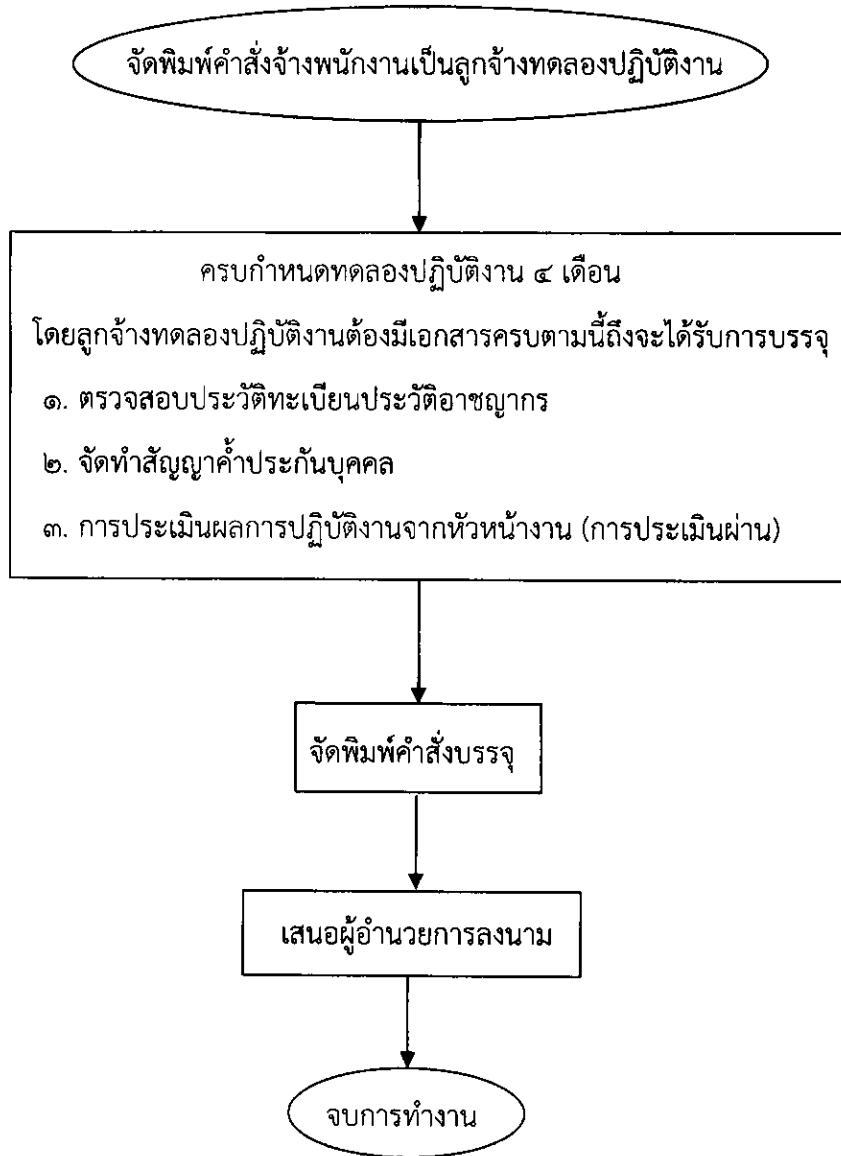 จัดพิมพ์คำสั่งจ้างพนักงานเป็นลูกจ้างทดลองปฏิบัติงาน
ครบกำหนดทดลองปฏิบัติงาน ๔ เดือน
โดยลูกจ้างทดลองปฏิบัติงานต้องมีเอกสารครบตามนี้ถึงจะได้รับการบรรจุ
๑. ตรวจสอบประวัติทะเบียนประวัติอาชญากร
๒. จัดทำสัญญาค้ำประกันบุคคล
๓. การประเมินผลการปฏิบัติงานจากหัวหน้างาน (การประเมินผ่าน)
จัดพิมพ์คำสั่งบรรจุ
เสนอผู้อำนวยการลงนาม
จบการทำงาน